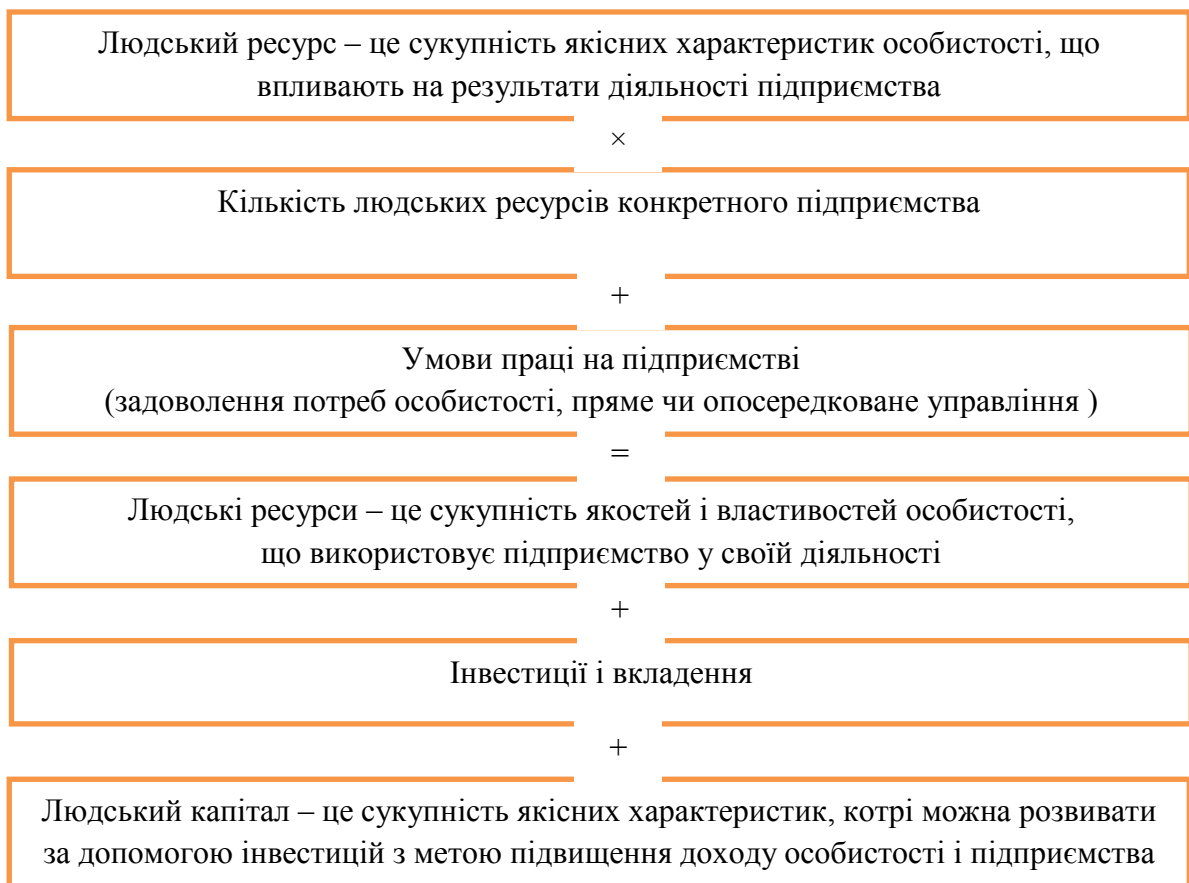 Людський ресурс – це сукупність якісних характеристик особистості, що
впливають на результати діяльності підприємства
×
Кількість людських ресурсів конкретного підприємства
+
Умови праці на підприємстві
(задоволення потреб особистості, пряме чи опосередковане управління )
=
Людські ресурси – це сукупність якостей і властивостей особистості,
що використовує підприємство у своїй діяльності
+
Інвестиції і вкладення
+
Людський капітал – це сукупність якісних характеристик, котрі можна розвивати
за допомогою інвестицій з метою підвищення доходу особистості і підприємства